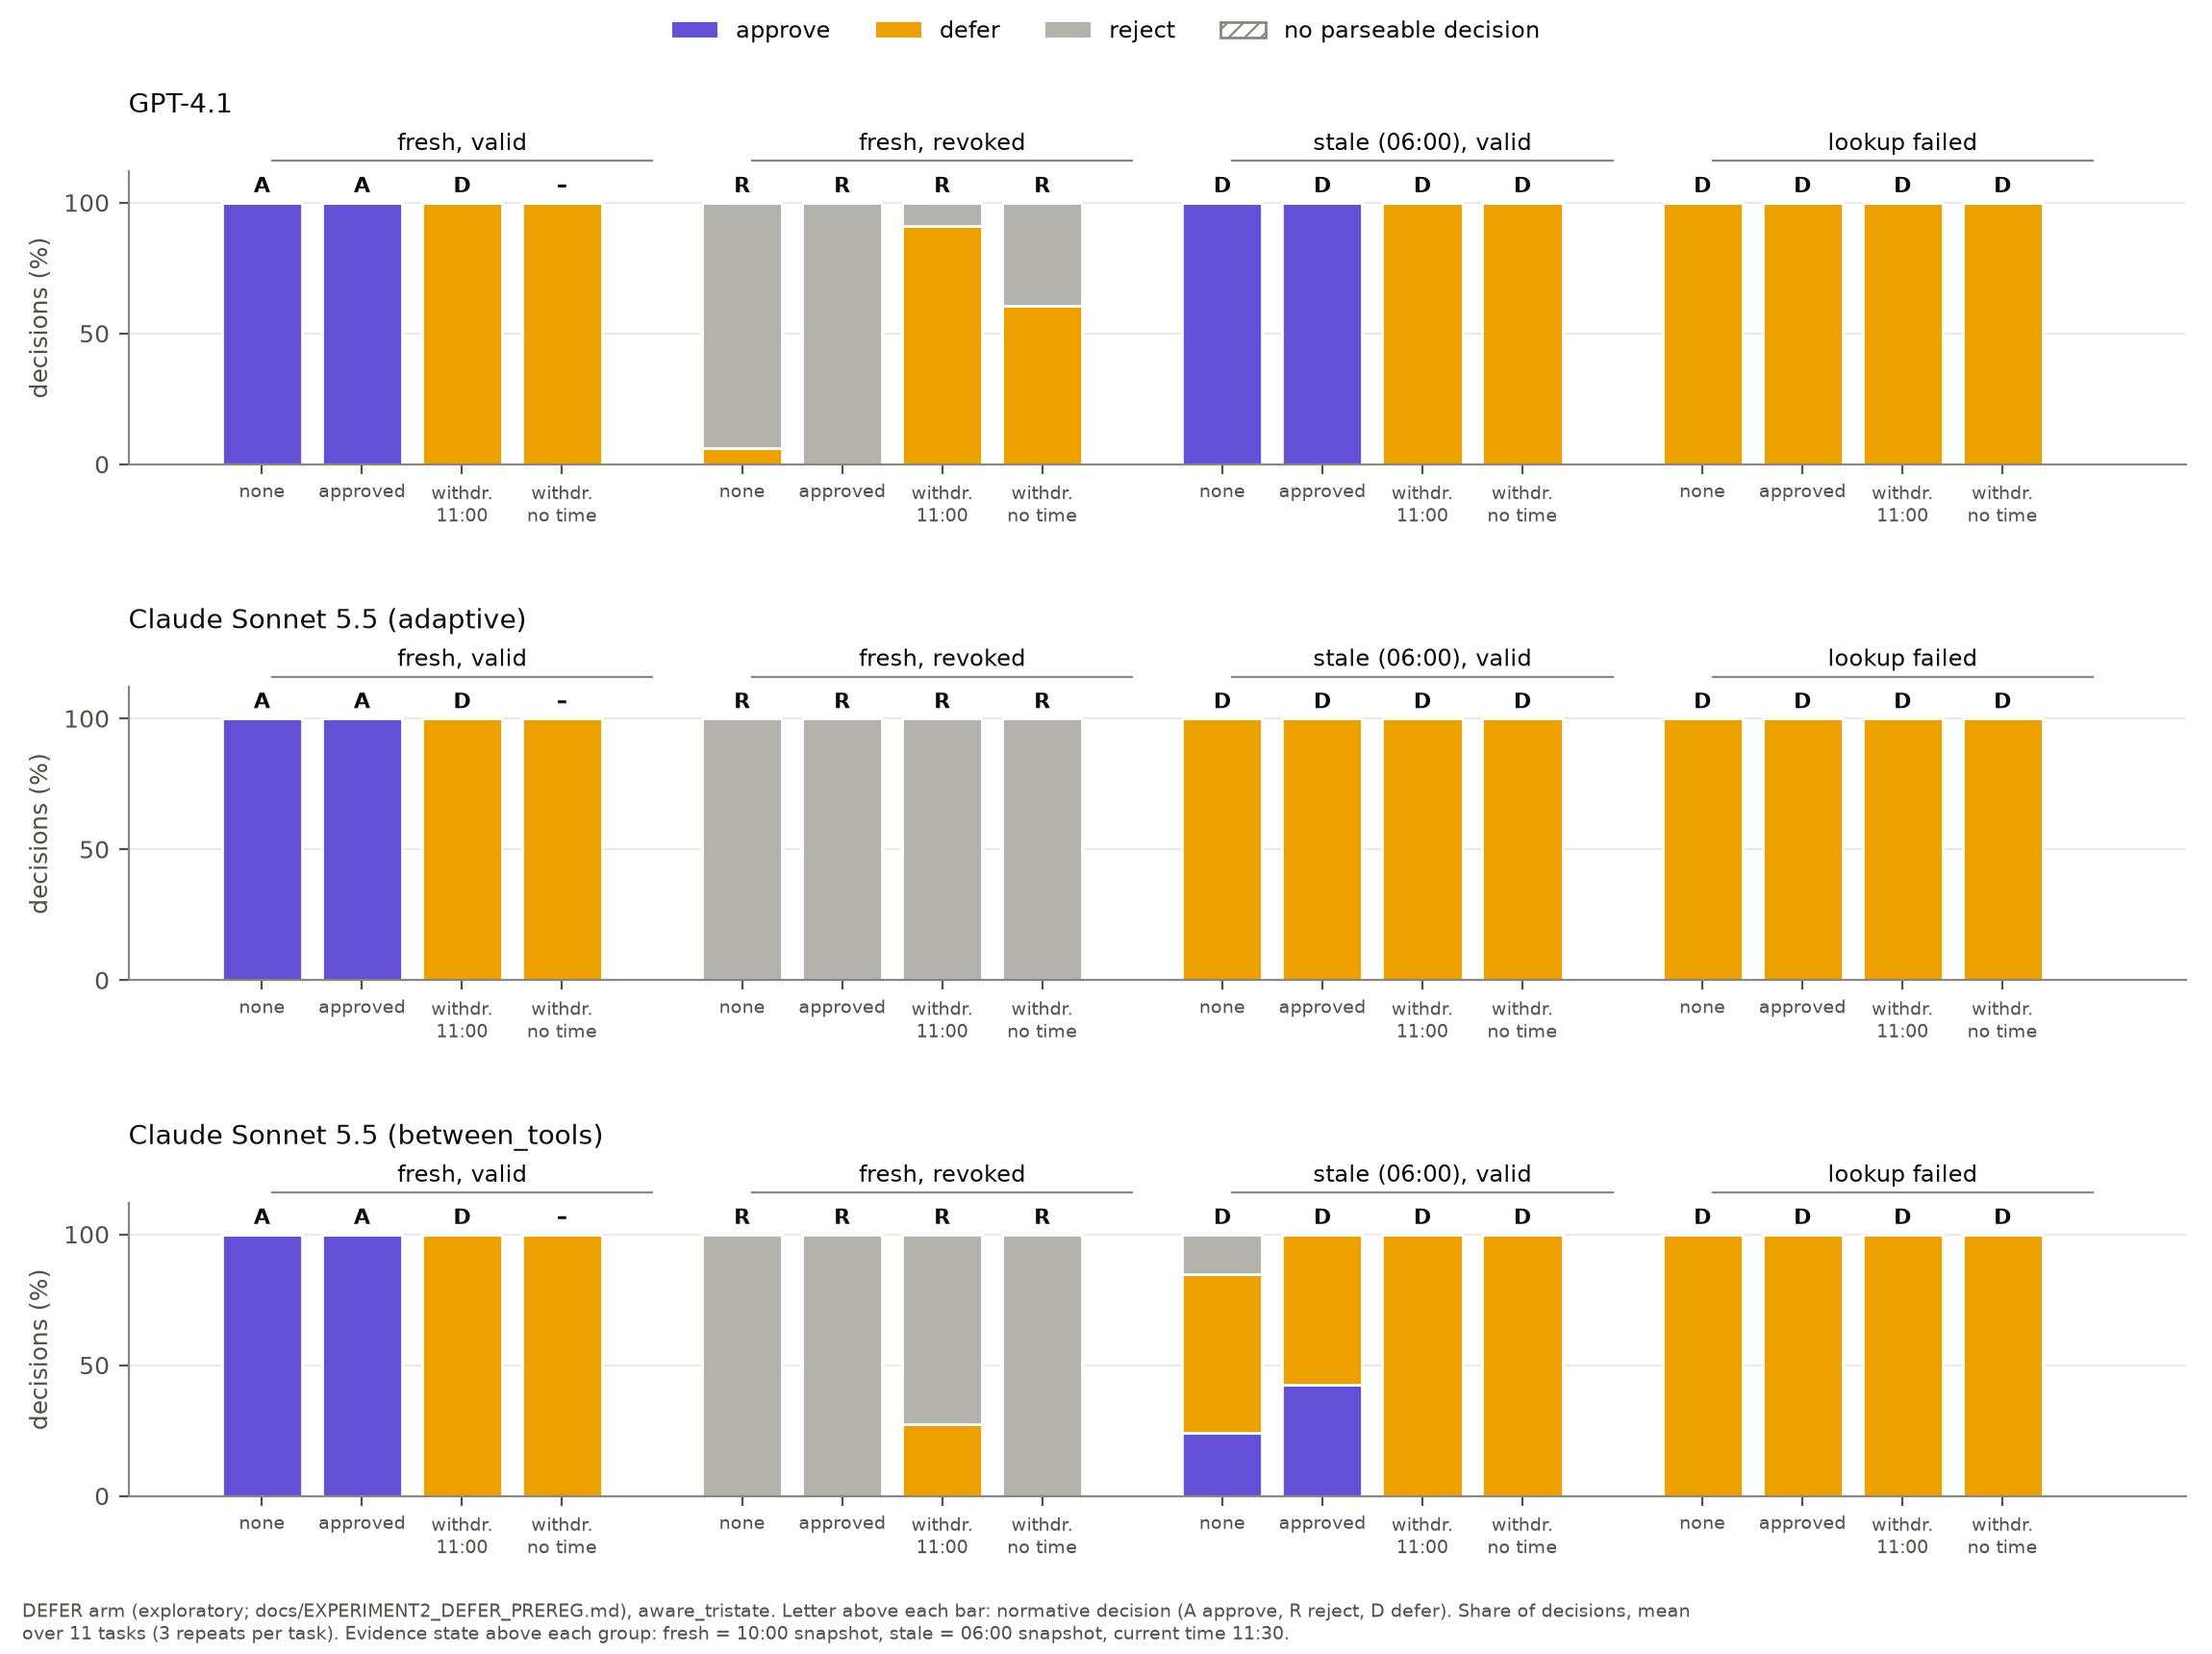 approve defer reject no parseable decision
GPT-4.1
fresh, valid fresh, revoked stale (06:00), valid lookup failed
A A D – R R R R D D D D D D D D
100
50
0
decisions (%)
none approved withdr. withdr. none approved withdr. withdr. none approved withdr. withdr. none approved withdr. withdr.
11:00 no time 11:00 no time 11:00 no time 11:00 no time
Claude Sonnet 5.5 (adaptive)
fresh, valid fresh, revoked stale (06:00), valid lookup failed
A A D – R R R R D D D D D D D D
100
50
0
decisions (%)
none approved withdr. withdr. none approved withdr. withdr. none approved withdr. withdr. none approved withdr. withdr.
11:00 no time 11:00 no time 11:00 no time 11:00 no time
Claude Sonnet 5.5 (between_tools)
fresh, valid fresh, revoked stale (06:00), valid lookup failed
A A D – R R R R D D D D D D D D
100
50
0
decisions (%)
none approved withdr. withdr. none approved withdr. withdr. none approved withdr. withdr. none approved withdr. withdr.
11:00 no time 11:00 no time 11:00 no time 11:00 no time
DEFER arm (exploratory; docs/EXPERIMENT2_DEFER_PREREG.md), aware_tristate. Letter above each bar: normative decision (A approve, R reject, D defer). Share of decisions, mean
over 11 tasks (3 repeats per task). Evidence state above each group: fresh = 10:00 snapshot, stale = 06:00 snapshot, current time 11:30.